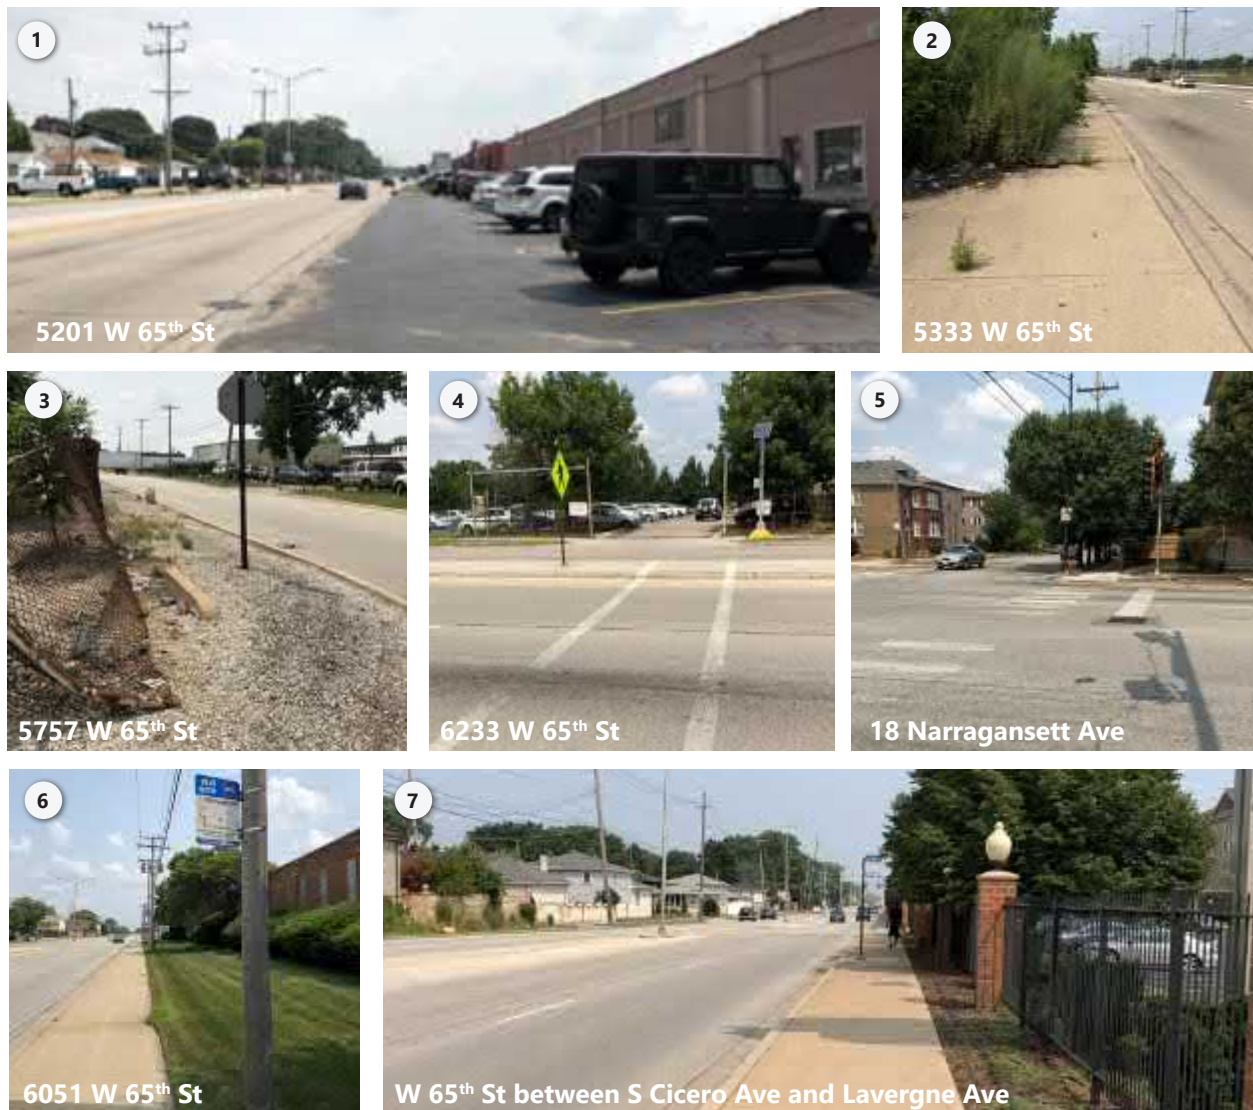 1
5201 W 65th St
2
5333 W 65th St
3
5757 W 65th St
4
6233 W 65th St
5
18 Narragansett Ave
6
6051 W 65th St
7
W 65th St between S Cicero Ave and Lavergne Ave